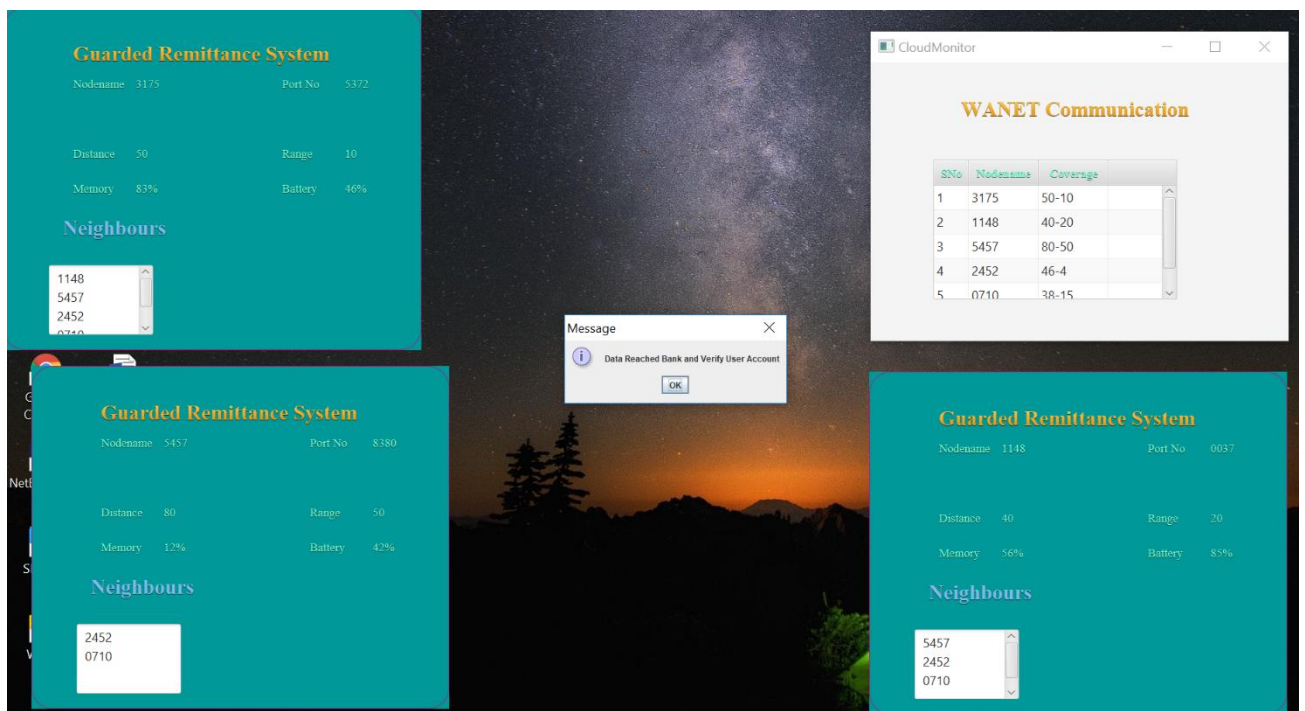 Guarded Remittance System
Nodename 3175 Port No 5372
Distance 50 Range 10
Memory 83% Battery 46%
Neighbours
1148
5457
2452
0710
CloudMonitor
WANET Communication
SNo Nodename Coverage
1 3175 50-10
2 1148 40-20
3 5457 80-50
4 2452 46-4
5 0710 38-15
Message
Data Reached Bank and Verify User Account
OK
Guarded Remittance System
Nodename 5457 Port No 8380
Distance 80 Range 50
Memory 12% Battery 42%
Neighbours
2452
0710
Guarded Remittance System
Nodename 1148 Port No 0037
Distance 40 Range 20
Memory 56% Battery 85%
Neighbours
5457
2452
0710